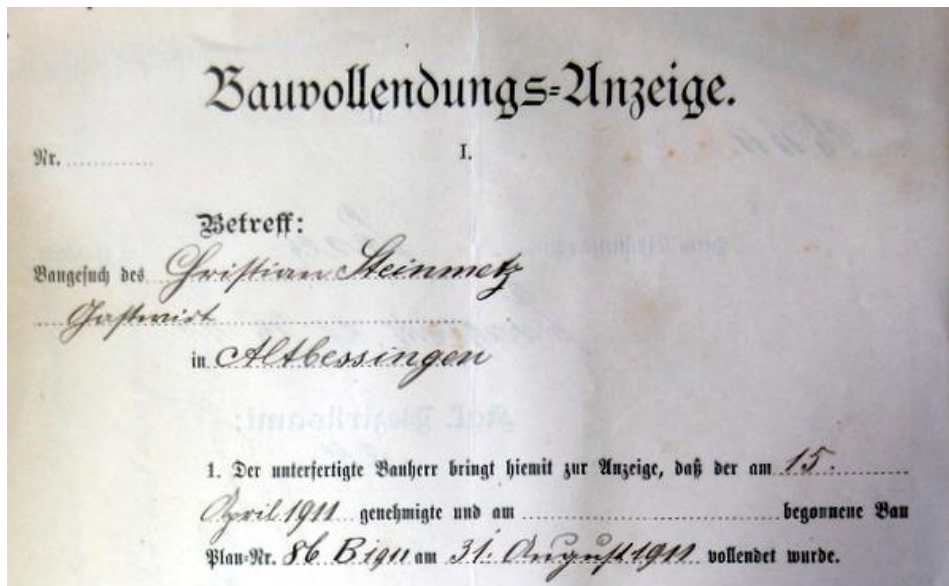 Bauvollendungs-Anzeige.
Nr.
I.
Betreff:
Baugesuch des Christian Steinmetz
Gastwirt
in Altbessingen
1. Der unterfertigte Bauherr bringt hiemit zur Anzeige, daß der am 15.
April 1911 genehmigte und am begonnene Bau
Plan-Nr. 86 am 31. August 1911 vollendet wurde.